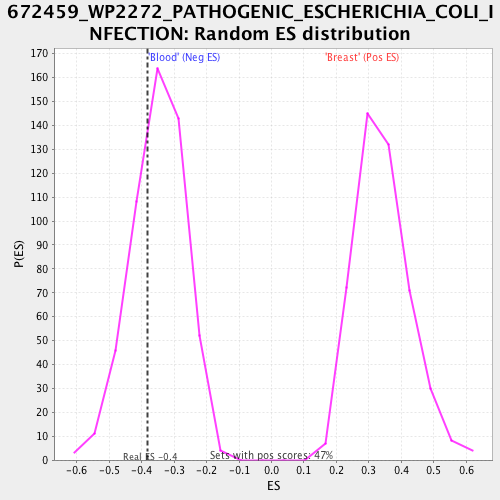 672459_WP2272_PATHOGENIC_ESCHERICHIA_COLI_I
NFECTION: Random ES distribution
'Blood' (Neg ES)
'Breast' (Pos ES)
170
160
150
140
130
120
110
100
90
80
70
60
50
40
30
20
10
0
P(ES)
Real ES -0.4
Sets with pos scores: 47%
-0.6 -0.5 -0.4 -0.3 -0.2 -0.1 0.0 0.1 0.2 0.3 0.4 0.5 0.6
ES